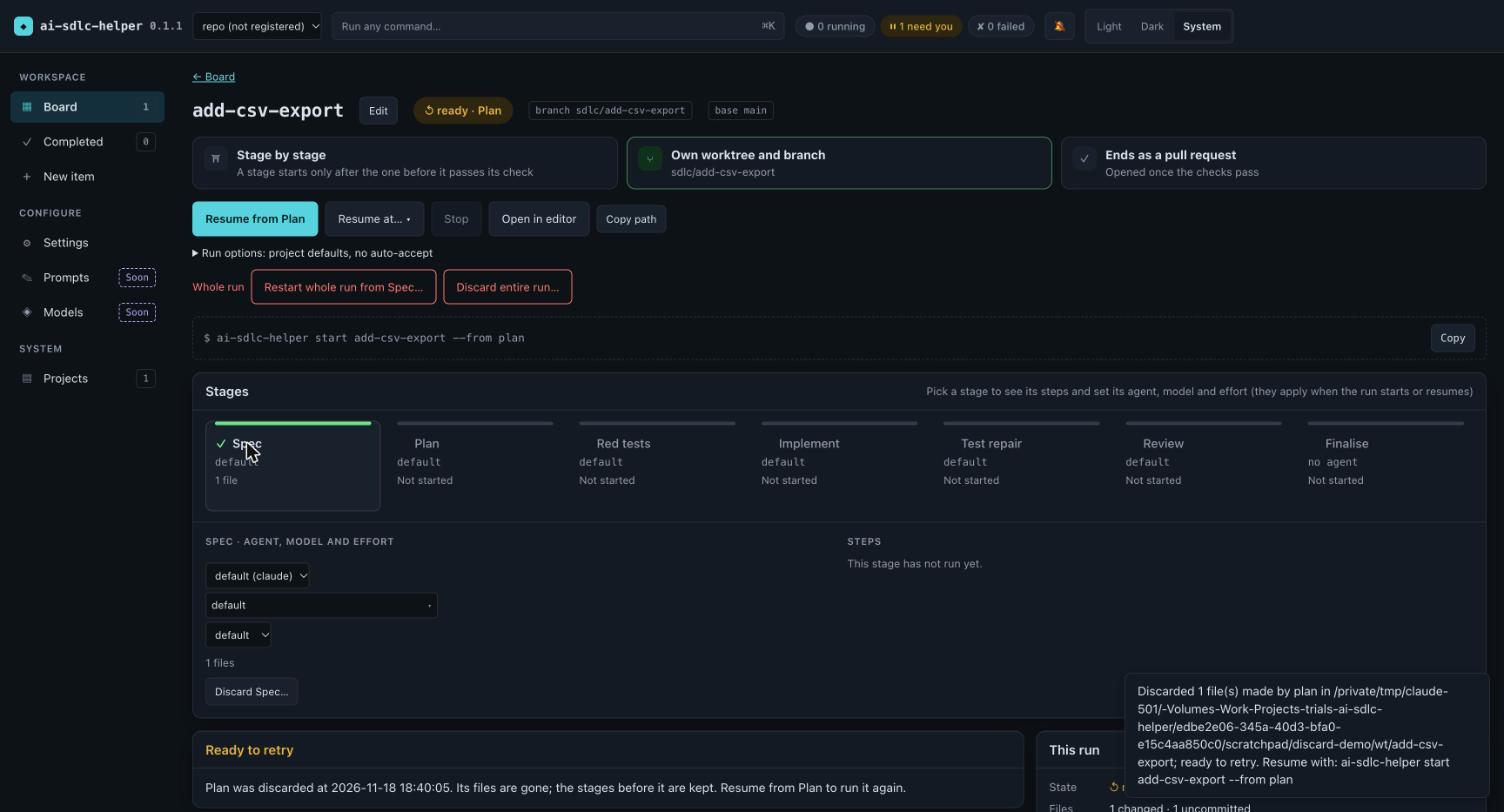 ai-sdlc-helper 0.1.1
repo (not registered)
Run any command...
⌘K
0 running
1 need you
✘ 0 failed
Light
Dark
System
WORKSPACE
Board 1
✓ Completed 0
+ New item
CONFIGURE
Settings
Prompts Soon
Models Soon
SYSTEM
Projects 1
← Board
add-csv-export
Edit
ready · Plan
branch sdlc/add-csv-export
base main
Stage by stage
A stage starts only after the one before it passes its check
Own worktree and branch
sdlc/add-csv-export
Ends as a pull request
Opened once the checks pass
Resume from Plan
Resume at...
Stop
Open in editor
Copy path
Run options: project defaults, no auto-accept
Whole run
Restart whole run from Spec...
Discard entire run...
$ ai-sdlc-helper start add-csv-export --from plan
Copy
Stages
Pick a stage to see its steps and set its agent, model and effort (they apply when the run starts or resumes)
✓ Spec
default
1 file
Plan
default
Not started
Red tests
default
Not started
Implement
default
Not started
Test repair
default
Not started
Review
default
Not started
Finalise
no agent
Not started
SPEC · AGENT, MODEL AND EFFORT
default (claude)
default
default
1 files
Discard Spec...
STEPS
This stage has not run yet.
Ready to retry
Plan was discarded at 2026-11-18 18:40:05. Its files are gone; the stages before it are kept. Resume from Plan to run it again.
This run
State
Files 1 changed · 1 uncommitted
Discarded 1 file(s) made by plan in /private/tmp/claude-
501/-Volumes-Work-Projects-trials-ai-sdlc-
helper/edbe2e06-345a-40d3-bfa0-
e15c4aa850c0/scratchpad/discard-demo/wt/add-csv-
export; ready to retry. Resume with: ai-sdlc-helper start
add-csv-export --from plan